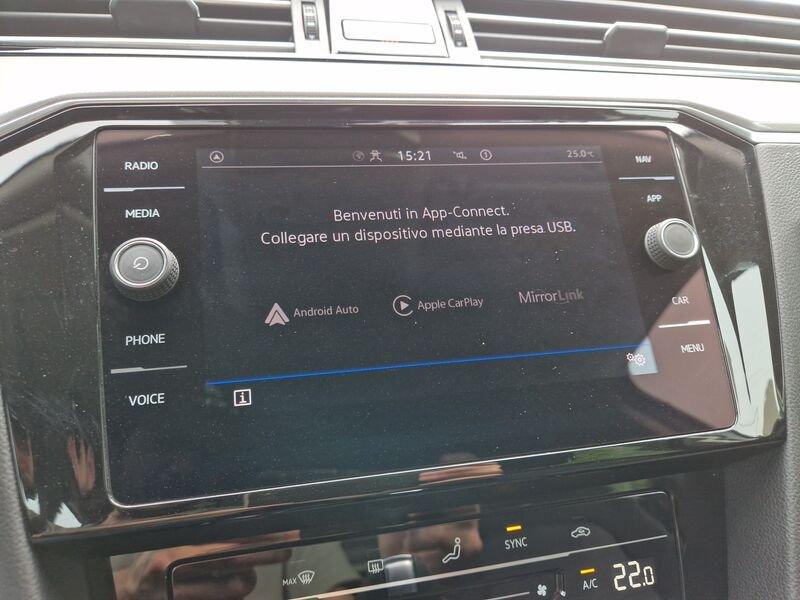 RADIO
MEDIA
PHONE
VOICE
15:21
25.0°C
Benvenuti in App-Connect.
Collegare un dispositivo mediante la presa USB.
Android Auto
Apple CarPlay
MirrorLink
i
NAV
APP
CAR
MENU
MAX
SYNC
A/C
22.0